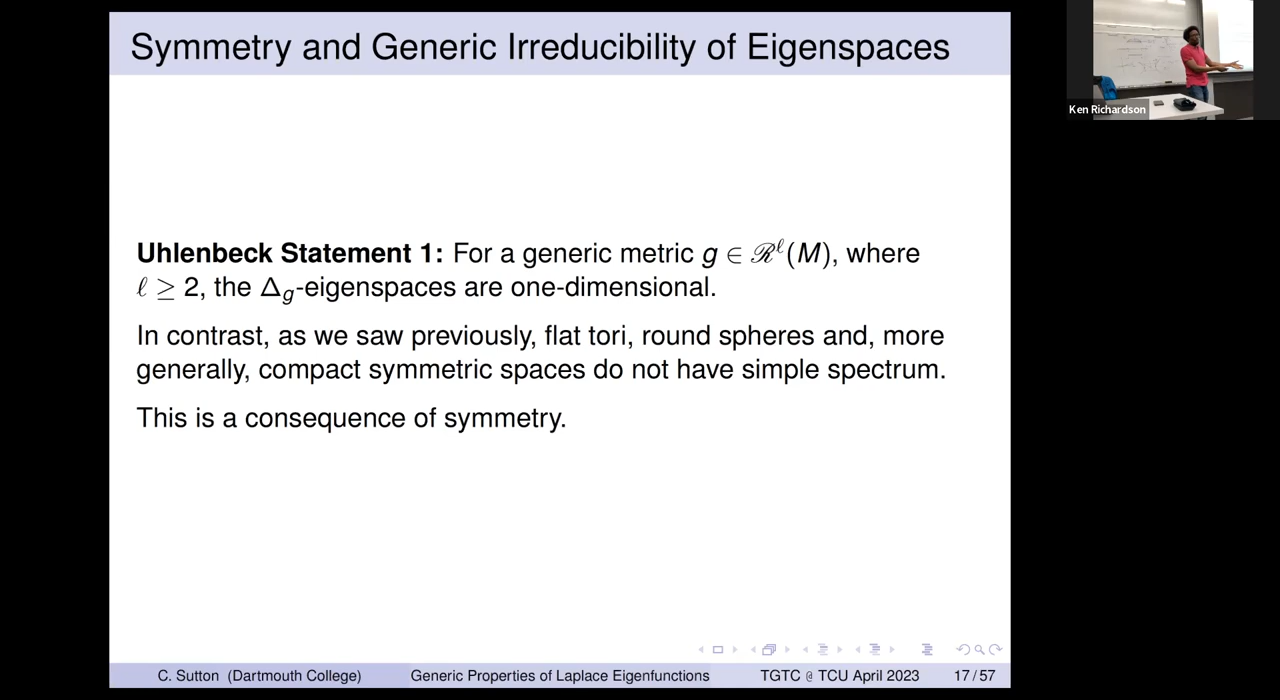 Symmetry and Generic Irreducibility of Eigenspaces
Ken Richardson
Uhlenbeck Statement 1: For a generic metric g ∈ ℛ^ℓ(M), where
ℓ ≥ 2, the Δ_g-eigenspaces are one-dimensional.
In contrast, as we saw previously, flat tori, round spheres and, more
generally, compact symmetric spaces do not have simple spectrum.
This is a consequence of symmetry.
C. Sutton (Dartmouth College) Generic Properties of Laplace Eigenfunctions TGTC @ TCU April 2023 17 / 57